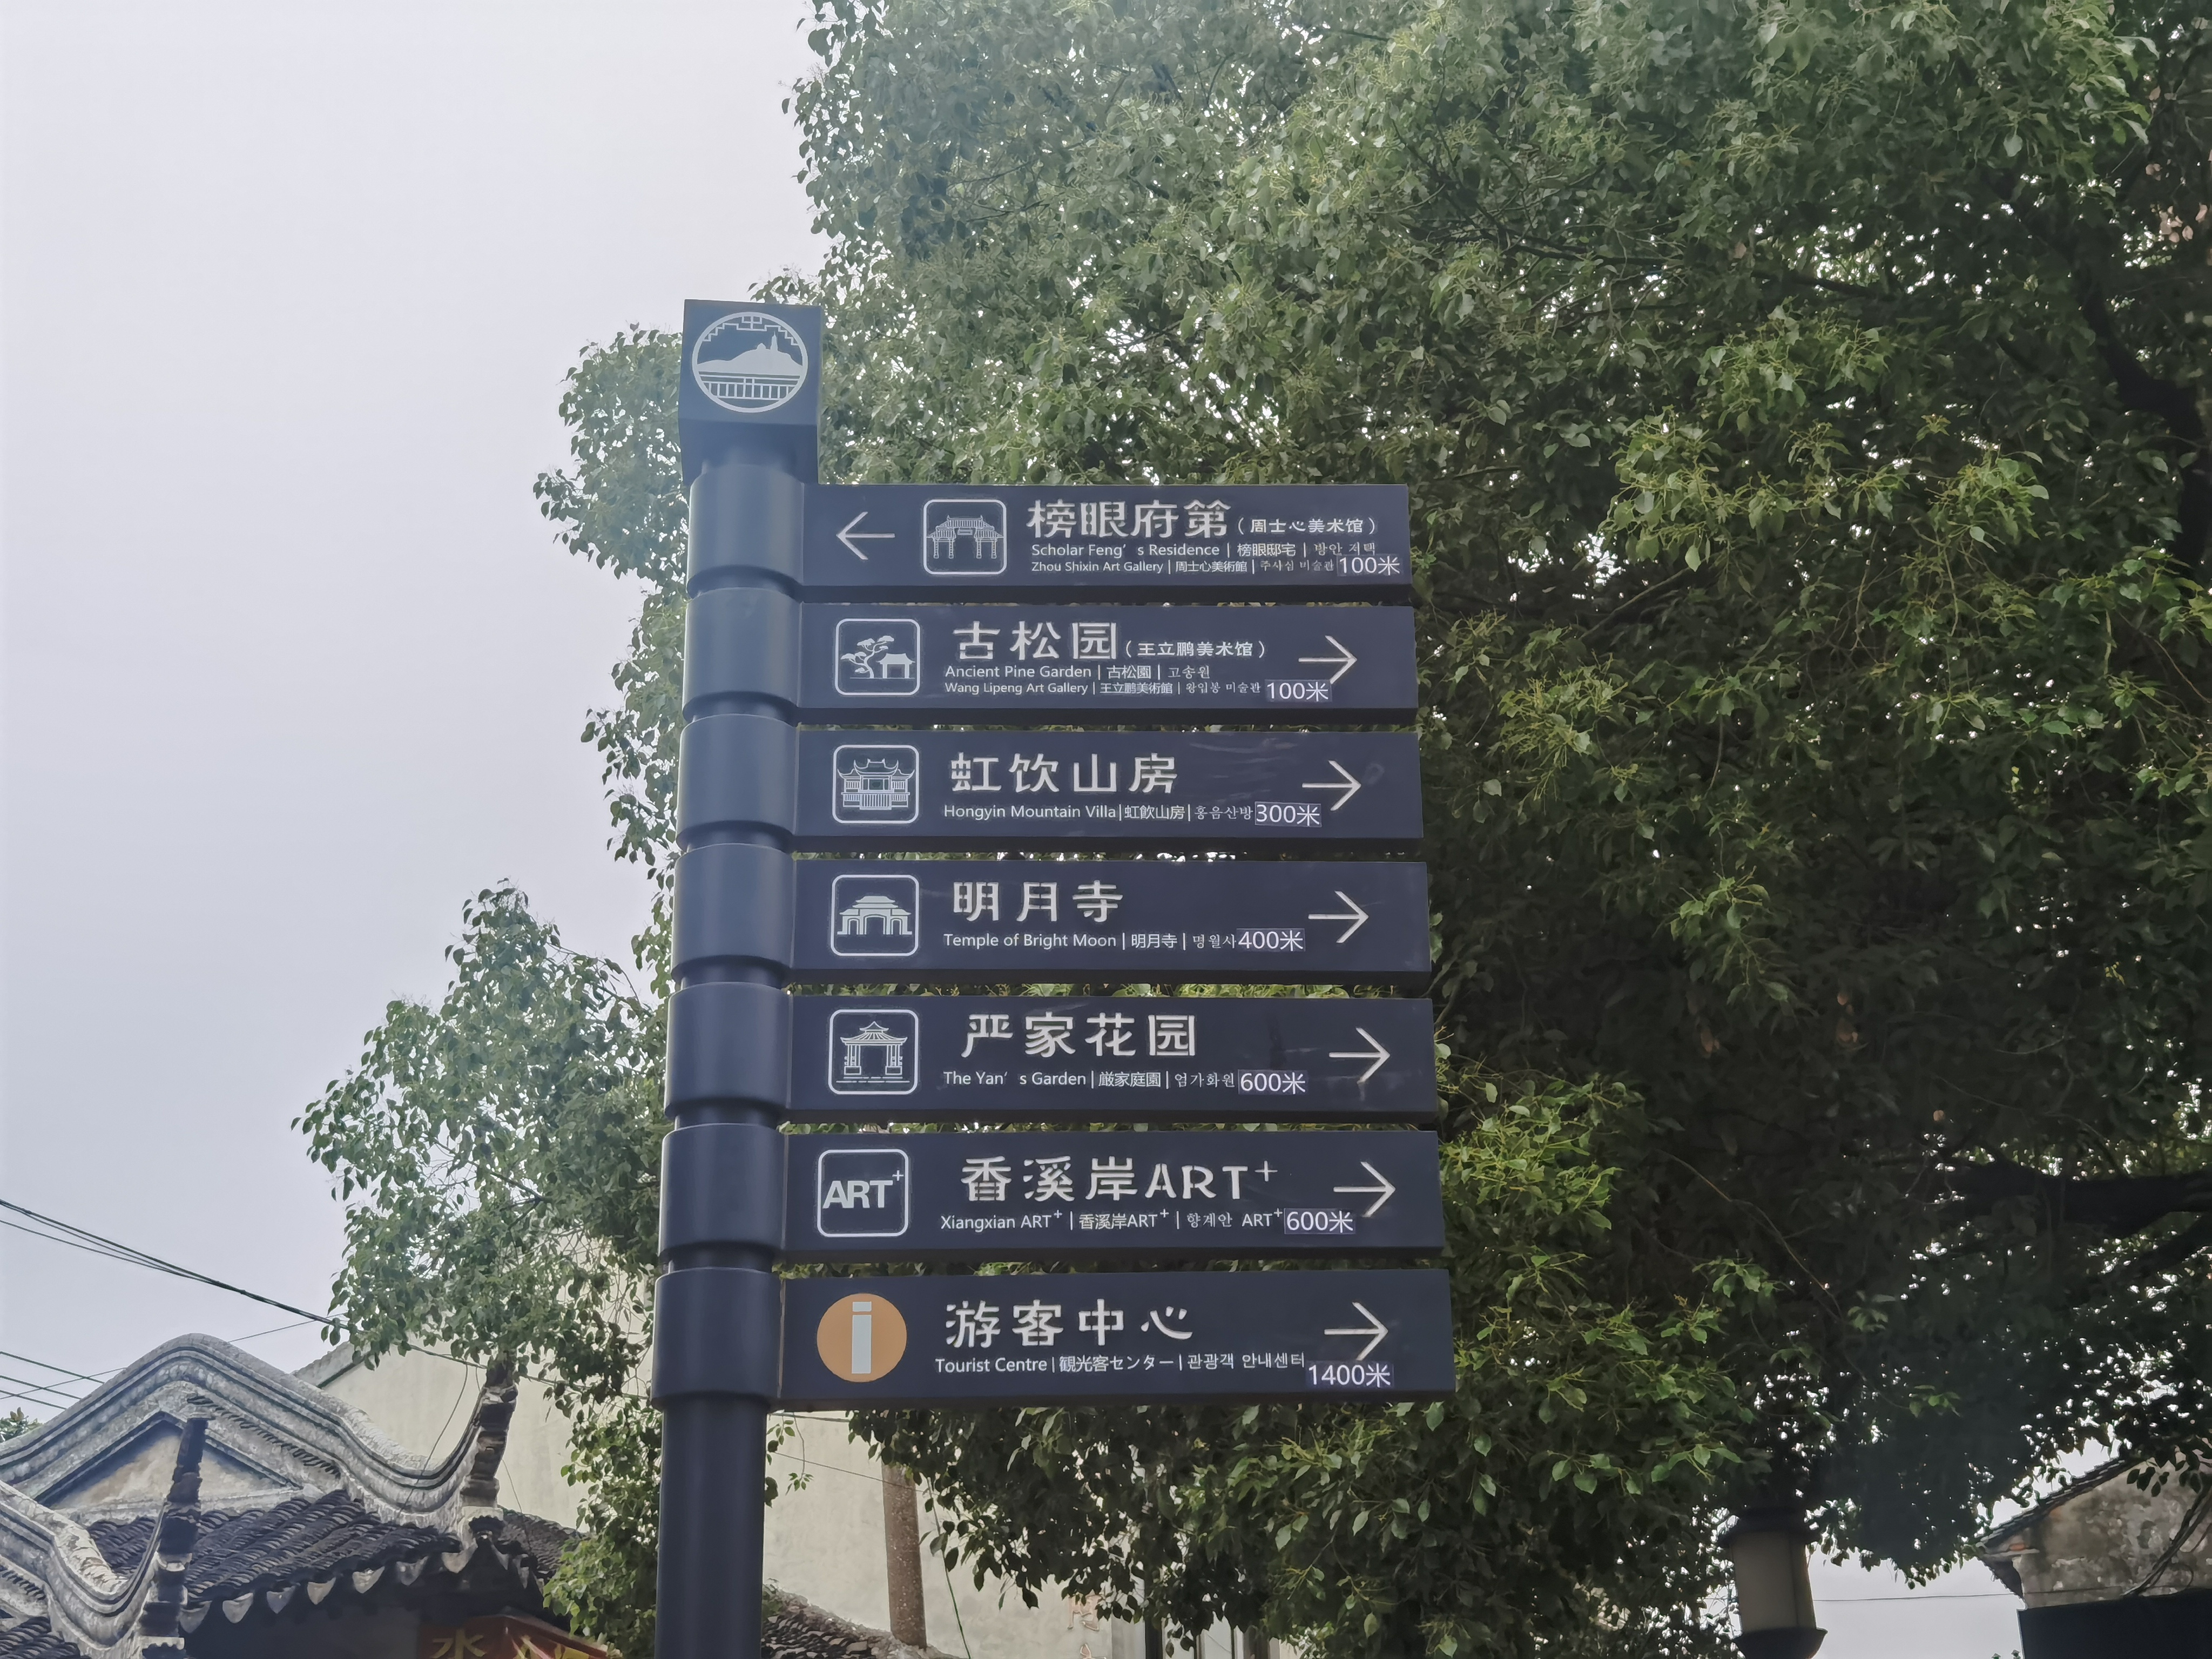 榜眼府第（周士心美术馆）
Scholar Feng's Residence | 榜眼邸宅 | 방안 저택
Zhou Shixin Art Gallery | 周士心美術館 | 주사심 미술관 100米
古松园（王立鹏美术馆）
Ancient Pine Garden | 古松園 | 고송원
Wang Lipeng Art Gallery | 王立鹏美術館 | 왕립붕 미술관 100米
虹饮山房
Hongyin Mountain Villa | 虹飲山房 | 홍음산방 300米
明月寺
Temple of Bright Moon | 明月寺 | 명월사 400米
严家花园
The Yan's Garden | 厳家庭園 | 엄가화원 600米
ART+
香溪岸ART+
Xiangxian ART+ | 香溪岸ART+ | 향계안 ART+ 600米
i
游客中心
Tourist Centre | 観光客センター | 관광객 안내센터
1400米